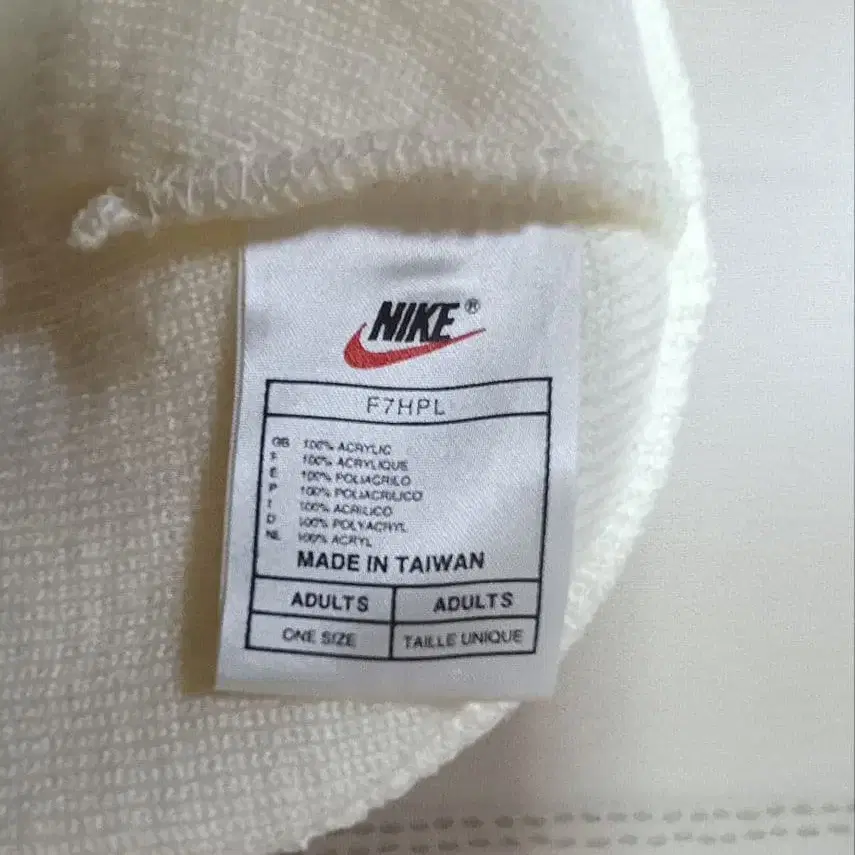 NIKE®
F7HPL
GB 100% ACRYLIC
F 100% ACRYLIQUE
E 100% POLIACRILO
P 100% POLIACRILICO
I 100% ACRILICO
D 100% POLYACRYL
NL 100% ACRYL
MADE IN TAIWAN
ADULTS ADULTS
ONE SIZE TAILLE UNIQUE